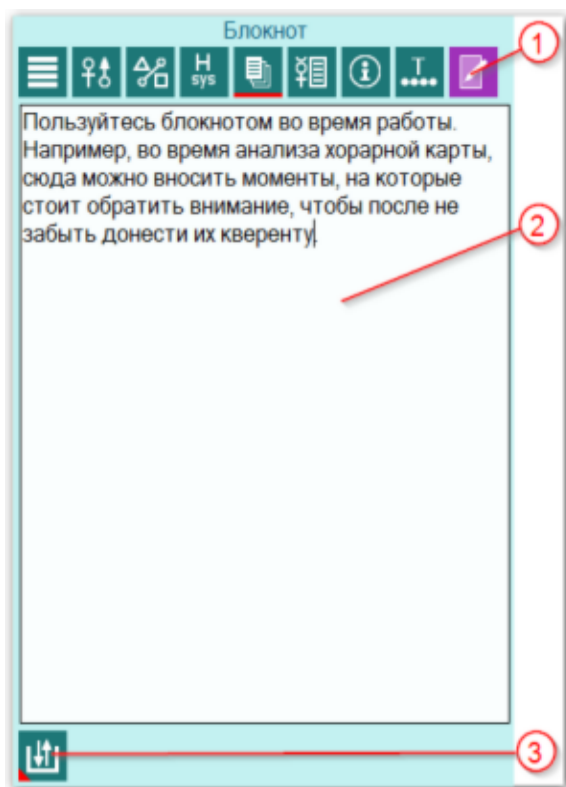 Блокнот
H
sys
T
1
Пользуйтесь блокнотом во время работы.
Например, во время анализа хорарной карты,
сюда можно вносить моменты, на которые
стоит обратить внимание, чтобы после не
забыть донести их кверенту.
2
3